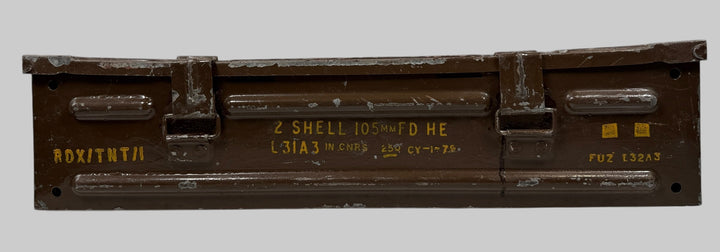 2 SHELL 105MM FD HE
L31A3 IN CNRS 250 CY-1-79
RDX/TNT/1
FUZ L32A3